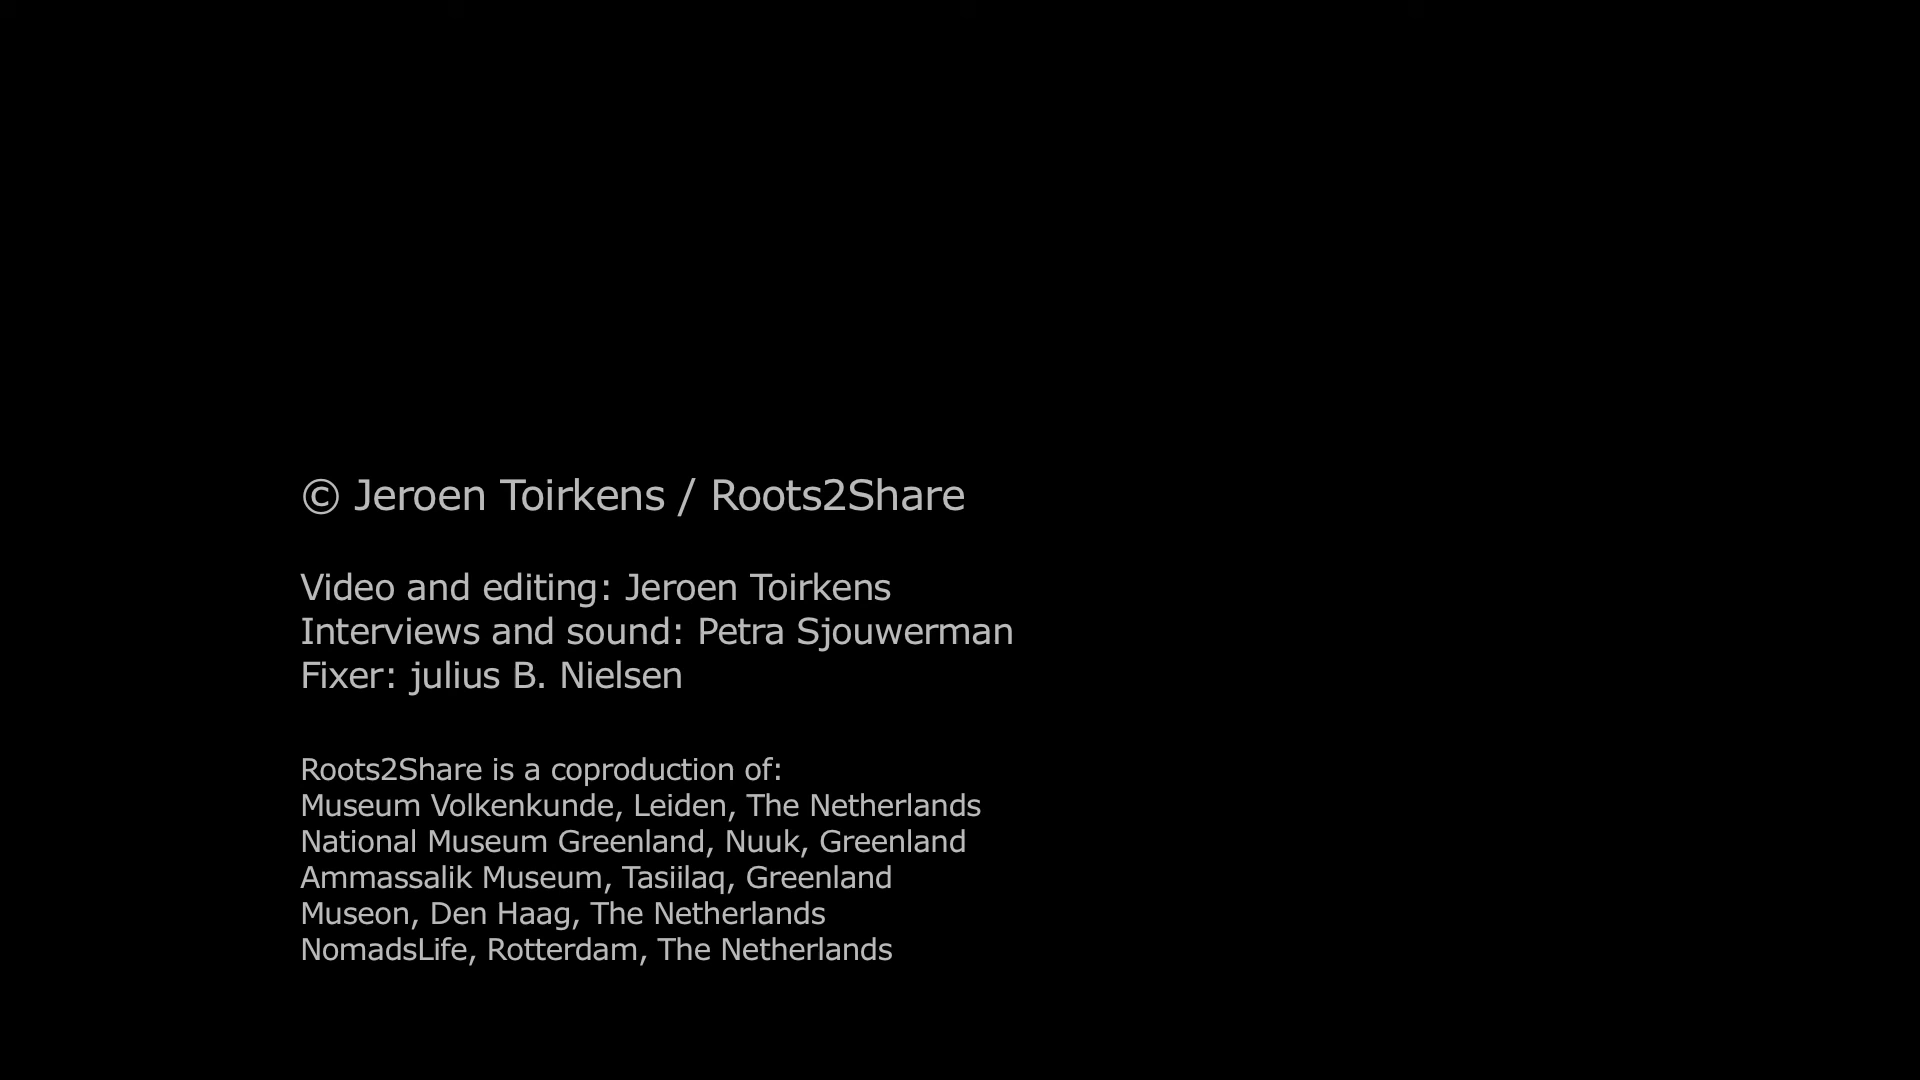 © Jeroen Toirkens / Roots2Share
Video and editing: Jeroen Toirkens
Interviews and sound: Petra Sjouwerman
Fixer: julius B. Nielsen
Roots2Share is a coproduction of:
Museum Volkenkunde, Leiden, The Netherlands
National Museum Greenland, Nuuk, Greenland
Ammassalik Museum, Tasiilaq, Greenland
Museon, Den Haag, The Netherlands
NomadsLife, Rotterdam, The Netherlands